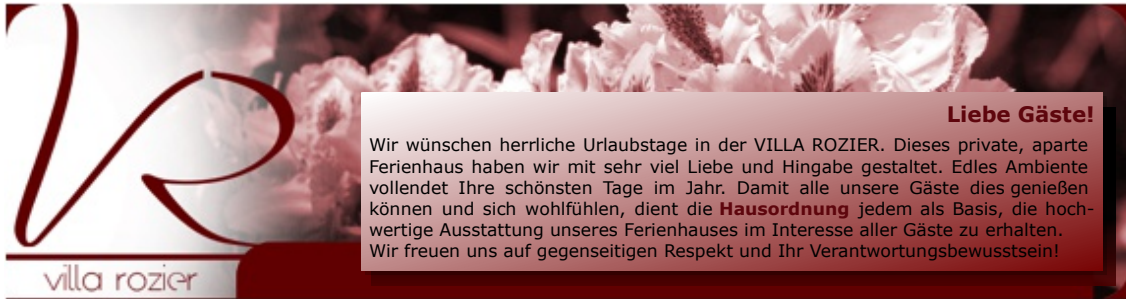 Liebe Gäste!
Wir wünschen herrliche Urlaubstage in der VILLA ROZIER. Dieses private, aparte
Ferienhaus haben wir mit sehr viel Liebe und Hingabe gestaltet. Edles Ambiente
vollendet Ihre schönsten Tage im Jahr. Damit alle unsere Gäste dies genießen
können und sich wohlfühlen, dient die Hausordnung jedem als Basis, die hoch-
wertige Ausstattung unseres Ferienhauses im Interesse aller Gäste zu erhalten.
Wir freuen uns auf gegenseitigen Respekt und Ihr Verantwortungsbewusstsein!
VR
villa rozier